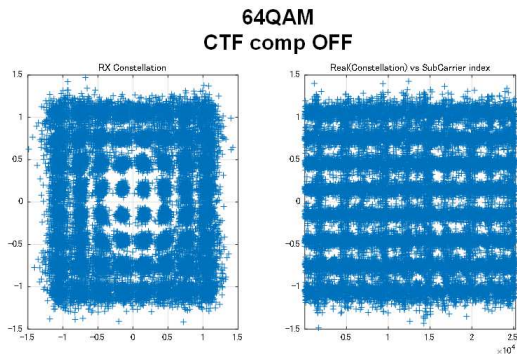 64QAM
CTF comp OFF
RX Constellation
1.5
1
0.5
0
−0.5
−1
−1.5
−1.5 −1 −0.5 0 0.5 1 1.5
Real(Constellation) vs SubCarrier index
1.5
1
0.5
0
−0.5
−1
−1.5
0 0.5 1 1.5 2 2.5
×10⁴